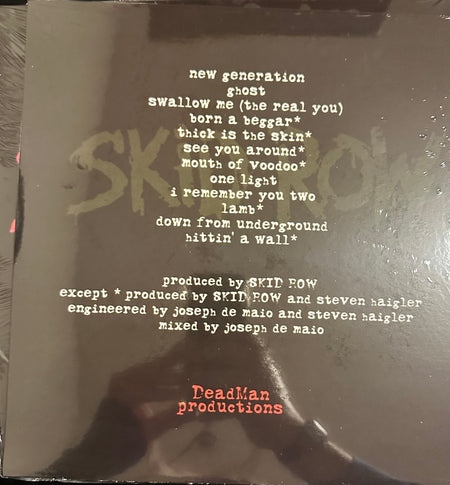 new generation
ghost
swallow me (the real you)
born a beggar*
thick is the skin*
see you around*
mouth of voodoo*
one light
i remember you two
lamb*
down from underground
hittin' a wall*
SKID ROW
produced by SKID ROW
except * produced by SKID ROW and steven haigler
engineered by joseph de maio and steven haigler
mixed by joseph de maio
DeadMan
productions